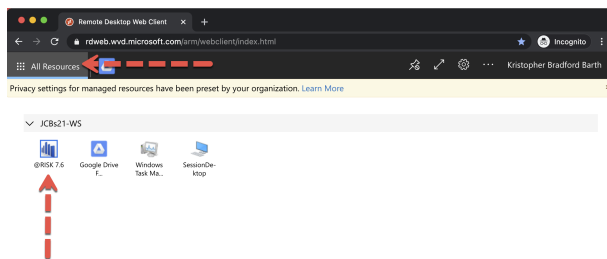 Remote Desktop Web Client
rdweb.wvd.microsoft.com/arm/webclient/index.html
Incognito
All Resources
Kristopher Bradford Barth
Privacy settings for managed resources have been preset by your organization. Learn More
JCBs21-WS
@RISK 7.6
Google Drive F...
Windows Task Ma...
SessionDe-
ktop